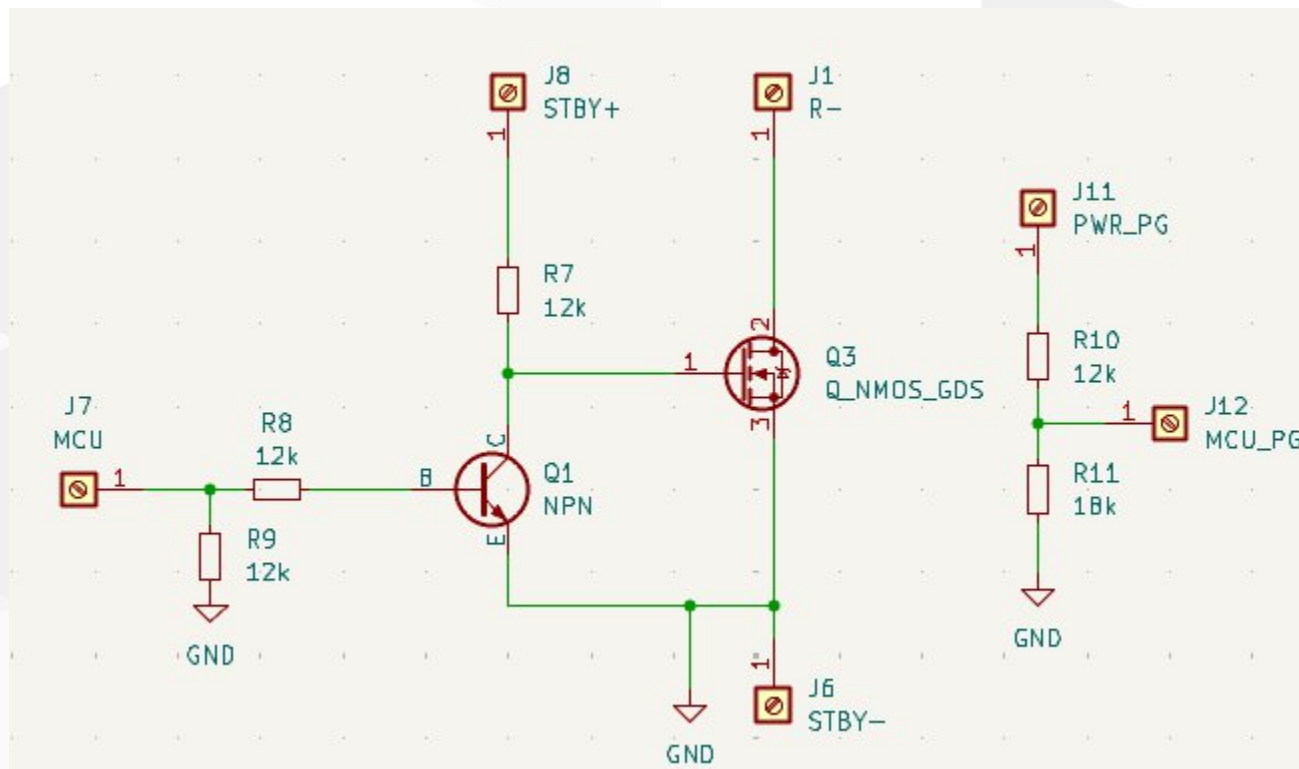 J8
STBY+
1
J1
R-
1
J11
PWR_PG
1
R7
12k
R10
12k
2
1
Q3
Q_NMOS_GDS
3
J7
MCU
1
R8
12k
B
C
Q1
NPN
E
1
J12
MCU_PG
R11
18k
R9
12k
GND
GND
1
J6
STBY-
GND